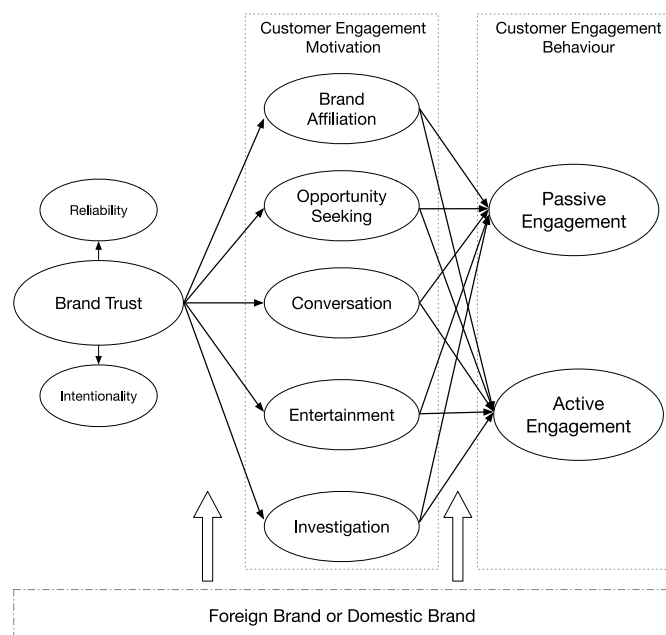 Customer Engagement
Motivation
Customer Engagement
Behaviour
Brand
Affiliation
Opportunity
Seeking
Reliability
Passive
Engagement
Brand Trust
Conversation
Intentionality
Entertainment
Active
Engagement
Investigation
Foreign Brand or Domestic Brand